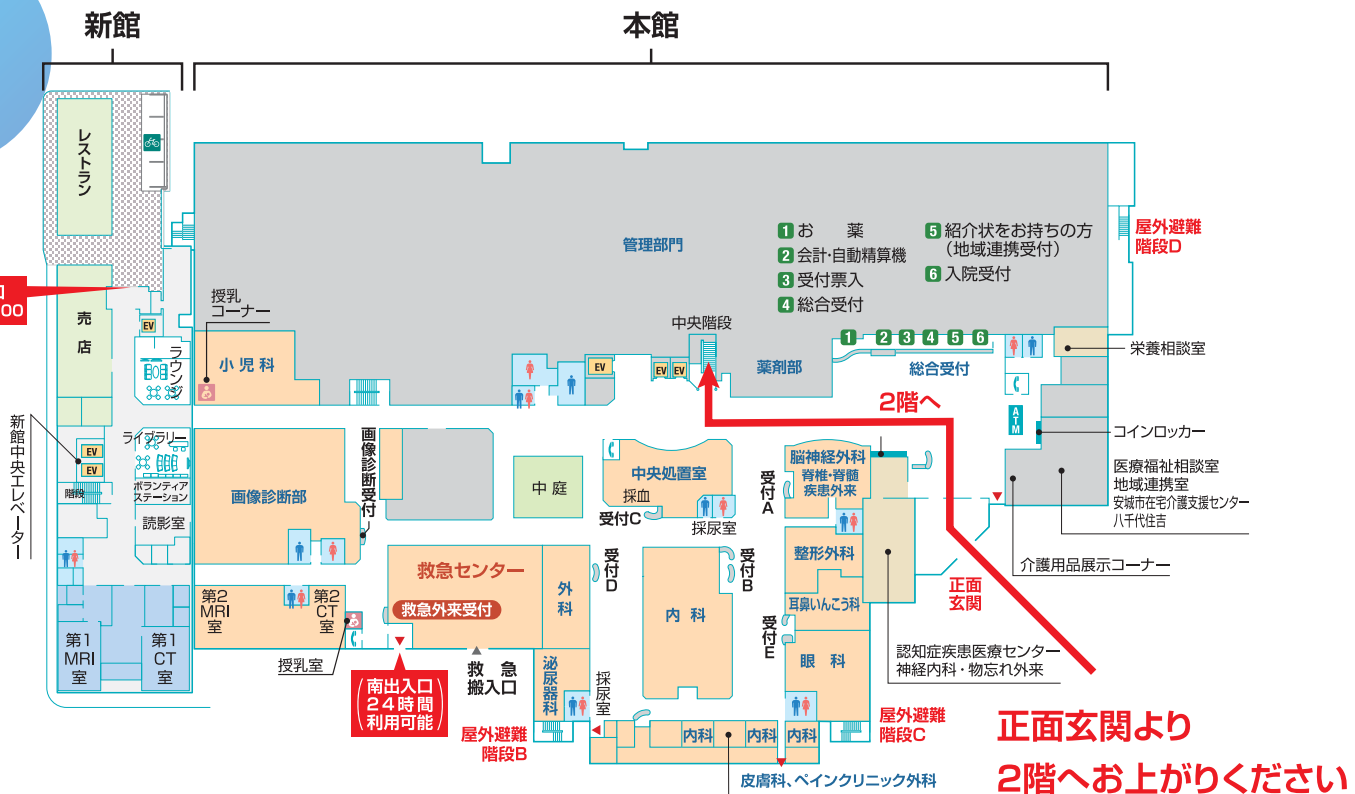 新館
本館
レストラン
口
00
売店
EV
ラウンジ
授乳
コーナー
小児科
管理部門
1 お 薬
2 会計・自動精算機
3 受付票入
4 総合受付
5 紹介状をお持ちの方
(地域連携受付)
6 入院受付
屋外避難
階段D
中央階段
EV
EV
EV
薬剤部
1
2
3
4
5
6
総合受付
栄養相談室
2階へ
ATM
コインロッカー
新館中央エレベーター
EV
EV
階段
ライブラリー
ボランティア
ステーション
読影室
画像診断部
画像診断受付
中庭
中央処置室
採血
受付C
採尿室
受付A
脳神経外科
脊椎・脊髄
疾患外来
医療福祉相談室
地域連携室
安城市在宅介護支援センター
八千代住吉
介護用品展示コーナー
整形外科
正面
玄関
救急センター
救急外来受付
外科
受付D
内科
受付B
耳鼻いんこう科
受付E
眼科
認知症疾患医療センター
神経内科・物忘れ外来
第2
MRI
室
第2
CT
室
第1
MRI
室
第1
CT
室
授乳室
南出入口
24時間
利用可能
救急
搬入口
泌尿器科
採尿室
屋外避難
階段B
内科
内科
内科
屋外避難
階段C
皮膚科、ペインクリニック外科
正面玄関より
2階へお上がりください